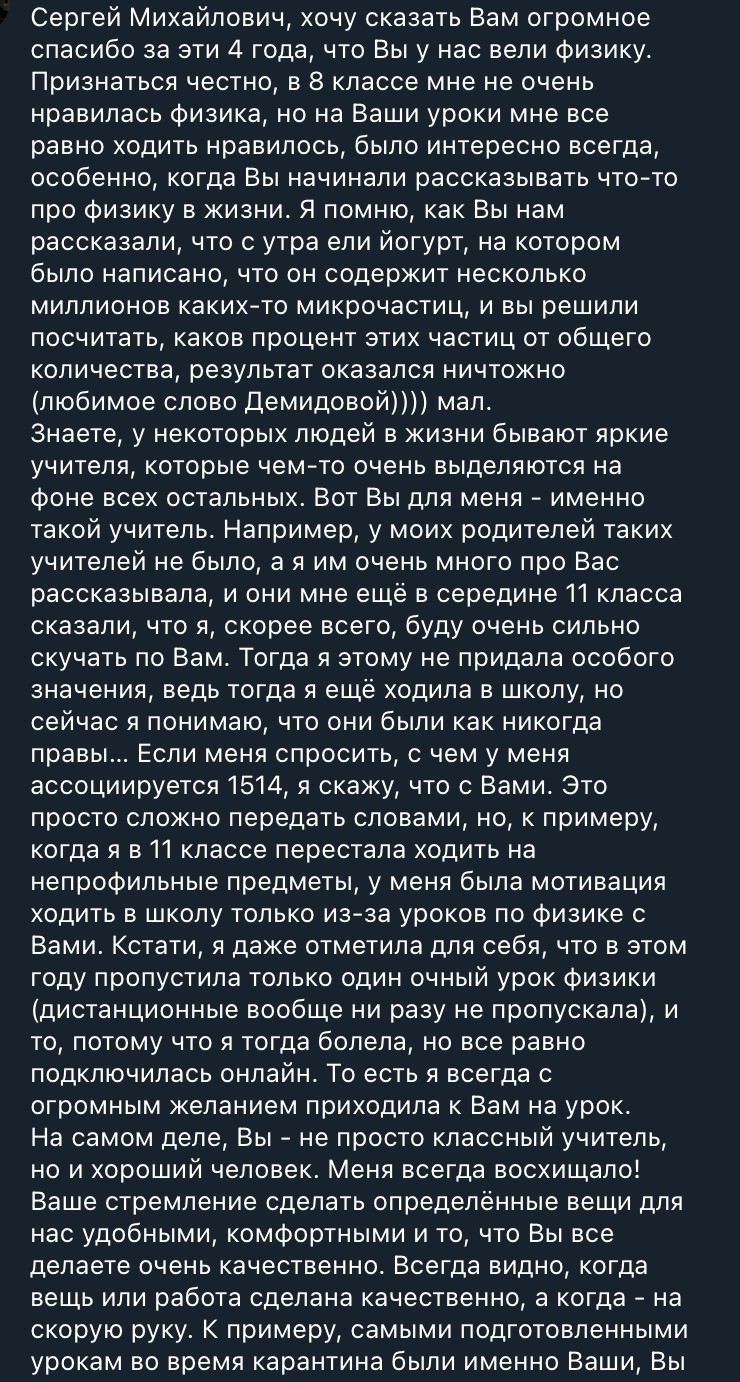 Сергей Михайлович, хочу сказать Вам огромное
спасибо за эти 4 года, что Вы у нас вели физику.
Признаться честно, в 8 классе мне не очень
нравилась физика, но на Ваши уроки мне все
равно ходить нравилось, было интересно всегда,
особенно, когда Вы начинали рассказывать что-то
про физику в жизни. Я помню, как Вы нам
рассказали, что с утра ели йогурт, на котором
было написано, что он содержит несколько
миллионов каких-то микрочастиц, и вы решили
посчитать, каков процент этих частиц от общего
количества, результат оказался ничтожно
(любимое слово Демидовой)))) мал.
Знаете, у некоторых людей в жизни бывают яркие
учителя, которые чем-то очень выделяются на
фоне всех остальных. Вот Вы для меня - именно
такой учитель. Например, у моих родителей таких
учителей не было, а я им очень много про Вас
рассказывала, и они мне ещё в середине 11 класса
сказали, что я, скорее всего, буду очень сильно
скучать по Вам. Тогда я этому не придала особого
значения, ведь тогда я ещё ходила в школу, но
сейчас я понимаю, что они были как никогда
правы... Если меня спросить, с чем у меня
ассоциируется 1514, я скажу, что с Вами. Это
просто сложно передать словами, но, к примеру,
когда я в 11 классе перестала ходить на
непрофильные предметы, у меня была мотивация
ходить в школу только из-за уроков по физике с
Вами. Кстати, я даже отметила для себя, что в этом
году пропустила только один очный урок физики
(дистанционные вообще ни разу не пропускала), и
то, потому что я тогда болела, но все равно
подключилась онлайн. То есть я всегда с
огромным желанием приходила к Вам на урок.
На самом деле, Вы - не просто классный учитель,
но и хороший человек. Меня всегда восхищало!
Ваше стремление сделать определённые вещи для
нас удобными, комфортными и то, что Вы все
делаете очень качественно. Всегда видно, когда
вещь или работа сделана качественно, а когда - на
скорую руку. К примеру, самыми подготовленными
урокам во время карантина были именно Ваши, Вы